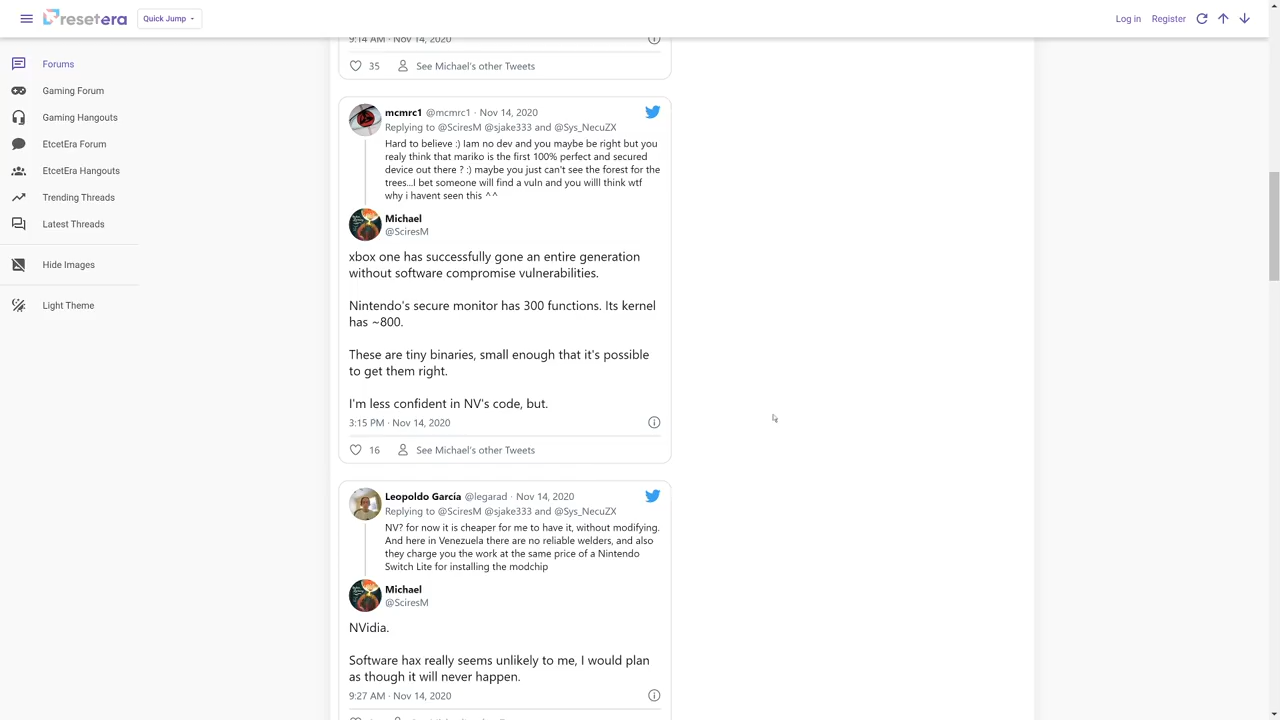 resetera
Quick Jump
Log in
Register
Forums
Gaming Forum
Gaming Hangouts
EtcetEra Forum
EtcetEra Hangouts
Trending Threads
Latest Threads
Hide Images
Light Theme
9:14 AM · Nov 14, 2020
35 See Michael's other Tweets
mcmrc1 @mcmrc1 · Nov 14, 2020
Replying to @SciresM @sjake333 and @Sys_NecuZX
Hard to believe :) Iam no dev and you maybe be right but you
realy think that mariko is the first 100% perfect and secured
device out there ? :) maybe you just can't see the forest for the
trees...I bet someone will find a vuln and you willl think wtf
why i havent seen this ^^
Michael
@SciresM
xbox one has successfully gone an entire generation
without software compromise vulnerabilities.
Nintendo's secure monitor has 300 functions. Its kernel
has ~800.
These are tiny binaries, small enough that it's possible
to get them right.
I'm less confident in NV's code, but.
3:15 PM · Nov 14, 2020
16 See Michael's other Tweets
Leopoldo García @legarad · Nov 14, 2020
Replying to @SciresM @sjake333 and @Sys_NecuZX
NV? for now it is cheaper for me to have it, without modifying.
And here in Venezuela there are no reliable welders, and also
they charge you the work at the same price of a Nintendo
Switch Lite for installing the modchip
Michael
@SciresM
NVidia.
Software hax really seems unlikely to me, I would plan
as though it will never happen.
9:27 AM · Nov 14, 2020